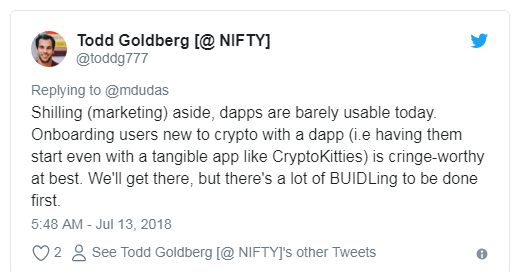 Todd Goldberg [@ NIFTY]
@toddg777
Replying to @mdudas
Shilling (marketing) aside, dapps are barely usable today.
Onboarding users new to crypto with a dapp (i.e having them
start even with a tangible app like CryptoKitties) is cringe-worthy
at best. We'll get there, but there's a lot of BUIDLing to be done
first.
5:48 AM - Jul 13, 2018
2 See Todd Goldberg [@ NIFTY]'s other Tweets